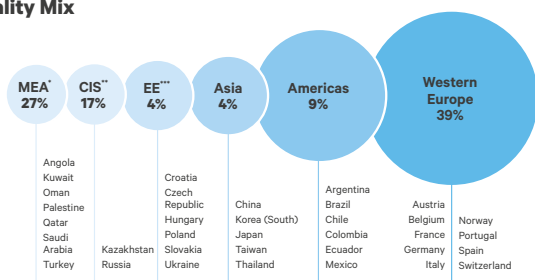 ality Mix
MEA*
27%
CIS**
17%
EE***
4%
Asia
4%
Americas
9%
Western
Europe
39%
Angola
Kuwait
Oman
Palestine
Qatar
Saudi
Arabia
Turkey
Kazakhstan
Russia
Croatia
Czech
Republic
Hungary
Poland
Slovakia
Ukraine
China
Korea (South)
Japan
Taiwan
Thailand
Argentina
Brazil
Chile
Colombia
Ecuador
Mexico
Austria
Belgium
France
Germany
Italy
Norway
Portugal
Spain
Switzerland